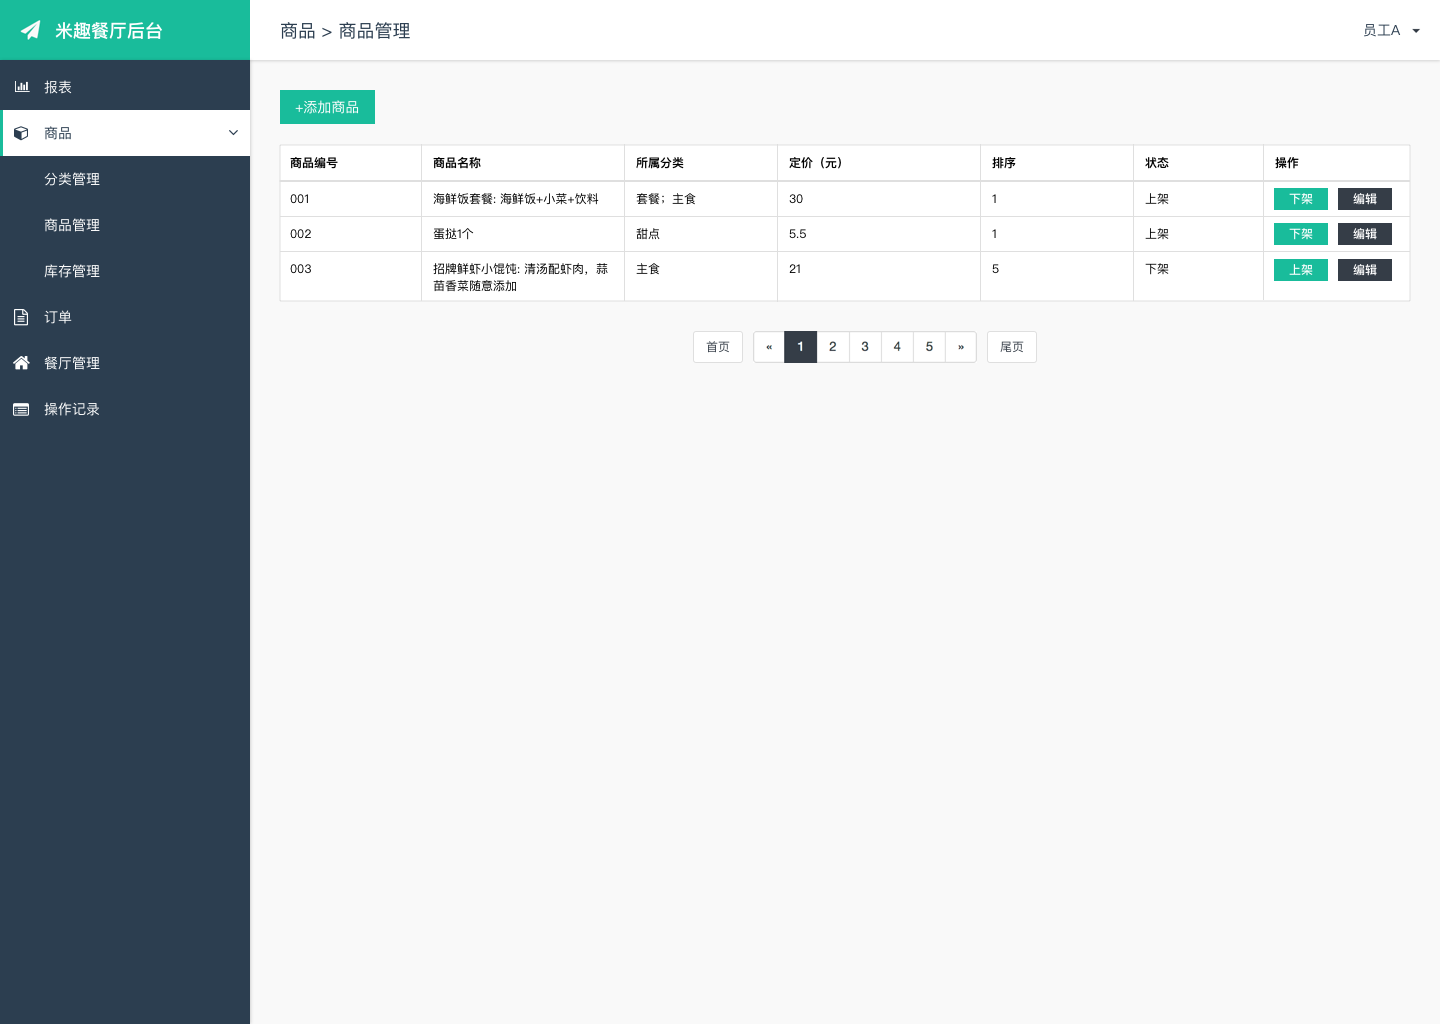 米趣餐厅后台
商品 > 商品管理
员工A
报表
商品
分类管理
商品管理
库存管理
订单
餐厅管理
操作记录
+添加商品
商品编号 商品名称 所属分类 定价（元） 排序 状态 操作
001 海鲜饭套餐: 海鲜饭+小菜+饮料 套餐；主食 30 1 上架 下架 编辑
002 蛋挞1个 甜点 5.5 1 上架 下架 编辑
003 招牌鲜虾小馄饨: 清汤配虾肉，蒜 主食 21 5 下架 上架 编辑
苗香菜随意添加
首页 « 1 2 3 4 5 » 尾页